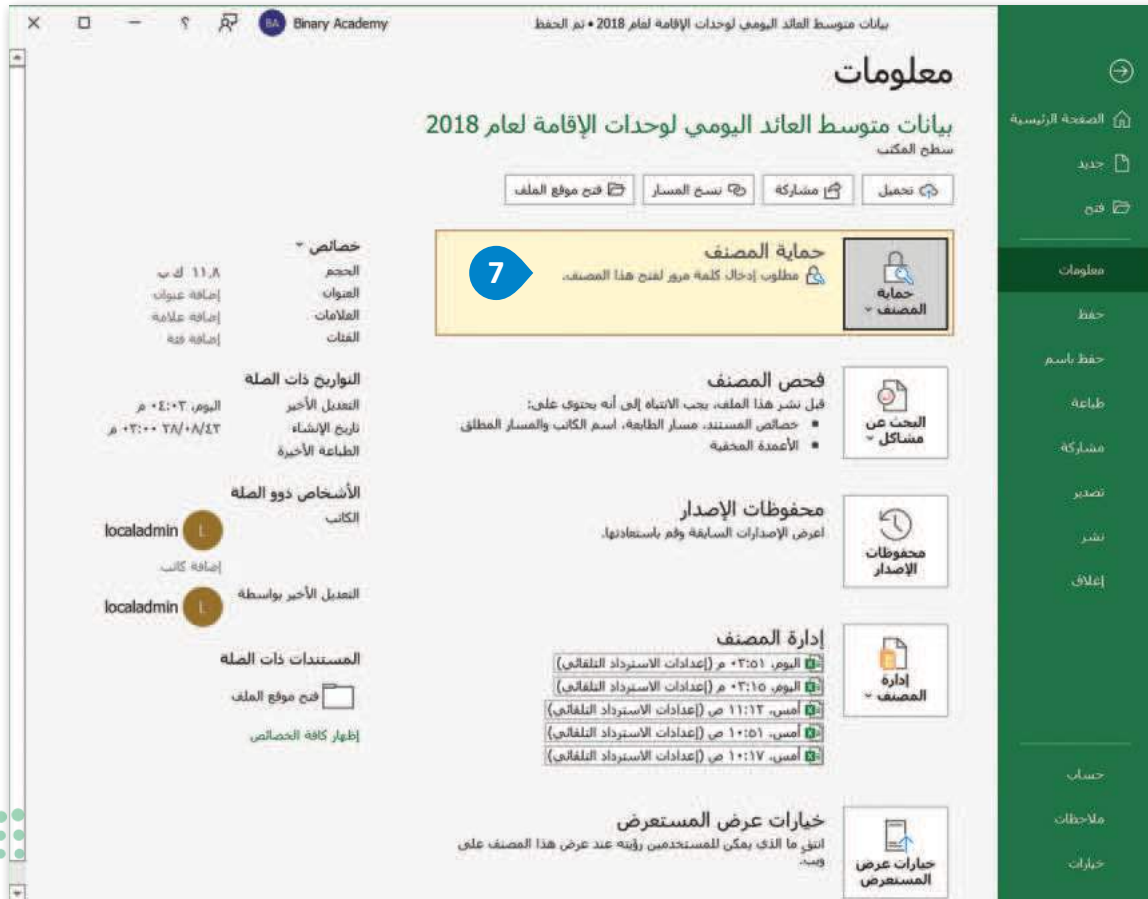 بيانات متوسط العائد اليومي لوحدات الإقامة لعام 2018 • تم الحفظ
Binary Academy
BA
؟
الصفحة الرئيسية
جديد
فتح
معلومات
حفظ
حفظ باسم
طباعة
مشاركة
تصدير
نشر
إغلاق
حساب
ملاحظات
خيارات
معلومات
بيانات متوسط العائد اليومي لوحدات الإقامة لعام 2018
سطح المكتب
تحميل
مشاركة
نسخ المسار
فتح موقع الملف
حماية المصنف
حماية المصنف
مطلوب إدخال كلمة مرور لفتح هذا المصنف.
7
البحث عن مشاكل
فحص المصنف
قبل نشر هذا الملف، يجب الانتباه إلى أنه يحتوي على:
▪ خصائص المستند، مسار الطابعة، اسم الكاتب والمسار المطلق
▪ الأعمدة المخفية
محفوظات الإصدار
محفوظات الإصدار
اعرض الإصدارات السابقة وقم باستعادتها.
إدارة المصنف
إدارة المصنف
اليوم، ٠٣:٥١ م (إعدادات الاسترداد التلقائي)
اليوم، ٠٣:١٥ م (إعدادات الاسترداد التلقائي)
أمس، ١١:١٢ ص (إعدادات الاسترداد التلقائي)
أمس، ١٠:٥١ ص (إعدادات الاسترداد التلقائي)
أمس، ١٠:١٧ ص (إعدادات الاسترداد التلقائي)
خيارات عرض المستعرض
خيارات عرض المستعرض
انتقِ ما الذي يمكن للمستخدمين رؤيته عند عرض هذا المصنف على
ويب.
خصائص
الحجم ١١,٨ ك ب
العنوان إضافة عنوان
العلامات إضافة علامة
الفئات إضافة فئة
التواريخ ذات الصلة
التعديل الأخير اليوم، ٠٤:٠٣ م
تاريخ الإنشاء ٢٨/٠٨/٤٣ ٠٣:٠٠ م
الطباعة الأخيرة
الأشخاص ذوو الصلة
الكاتب
L localadmin
إضافة كاتب
التعديل الأخير بواسطة
L localadmin
المستندات ذات الصلة
فتح موقع الملف
إظهار كافة الخصائص